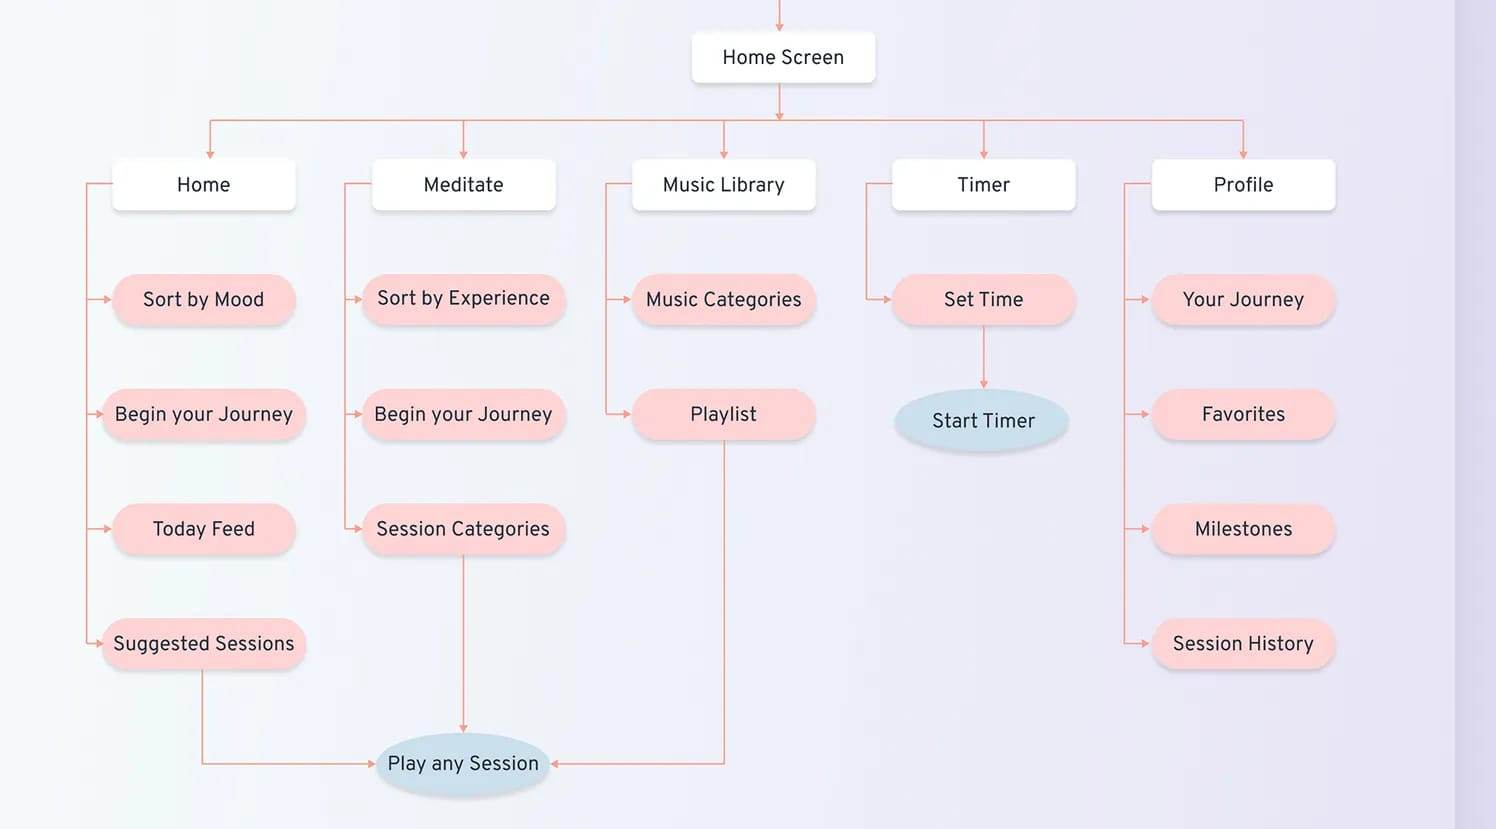 Home Screen
Home
Meditate
Music Library
Timer
Profile
Sort by Mood
Sort by Experience
Music Categories
Set Time
Your Journey
Begin your Journey
Begin your Journey
Playlist
Start Timer
Favorites
Today Feed
Session Categories
Milestones
Suggested Sessions
Session History
Play any Session